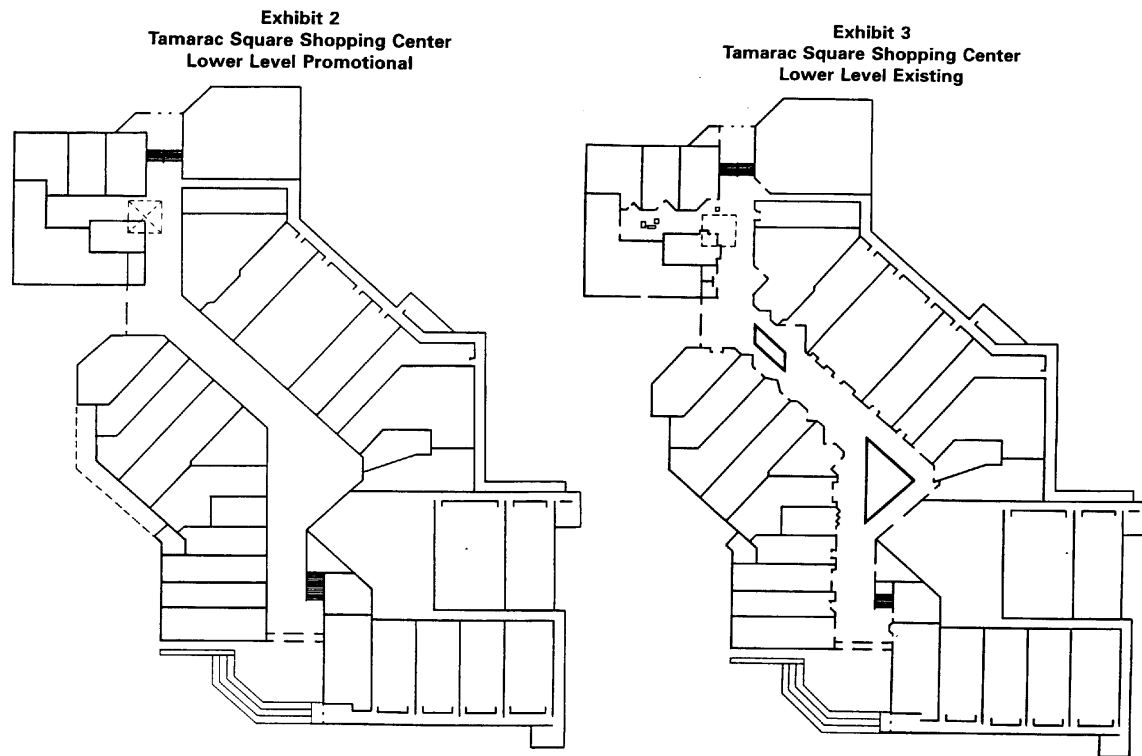 Exhibit 2
Tamarac Square Shopping Center
Lower Level Promotional
Exhibit 3
Tamarac Square Shopping Center
Lower Level Existing